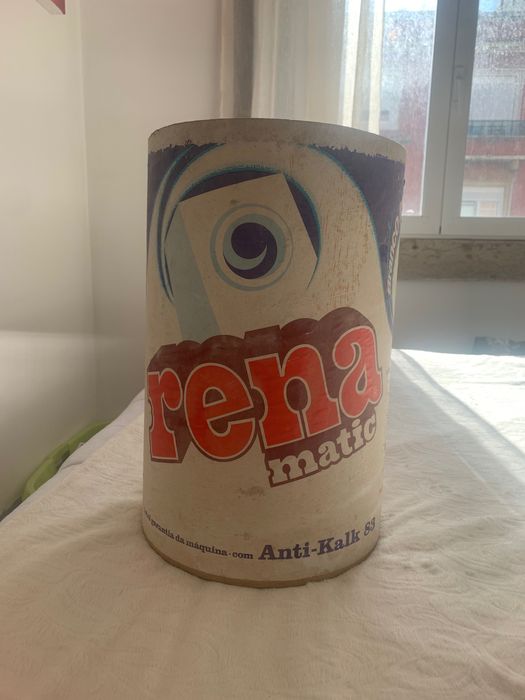 rena
matic
garantia da máquina - com Anti-Kalk 83